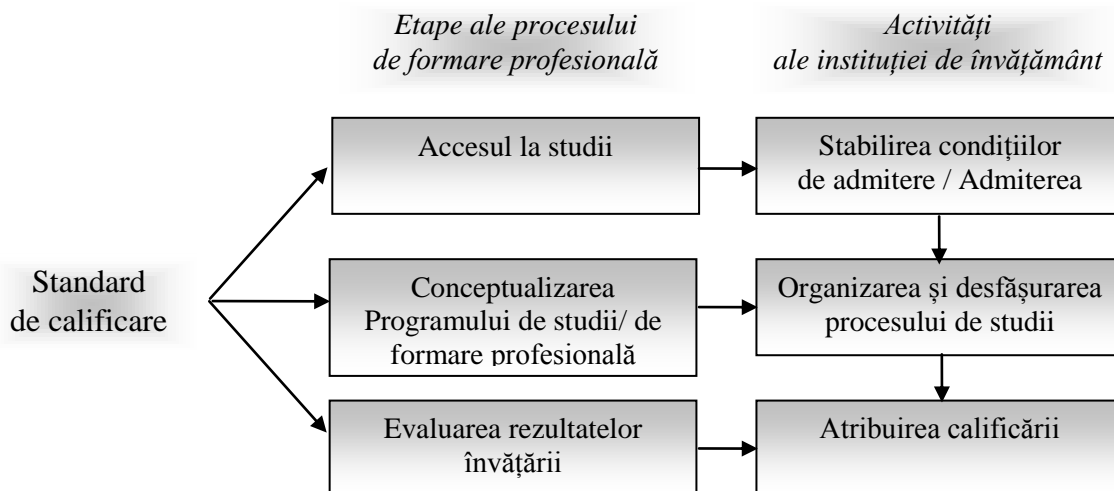 Etape ale procesului
de formare profesională
Activități
ale instituției de învățământ
Accesul la studii
Stabilirea condițiilor
de admitere / Admiterea
Standard
de calificare
Conceptualizarea
Programului de studii/ de
formare profesională
Organizarea și desfășurarea
procesului de studii
Evaluarea rezultatelor
învățării
Atribuirea calificării